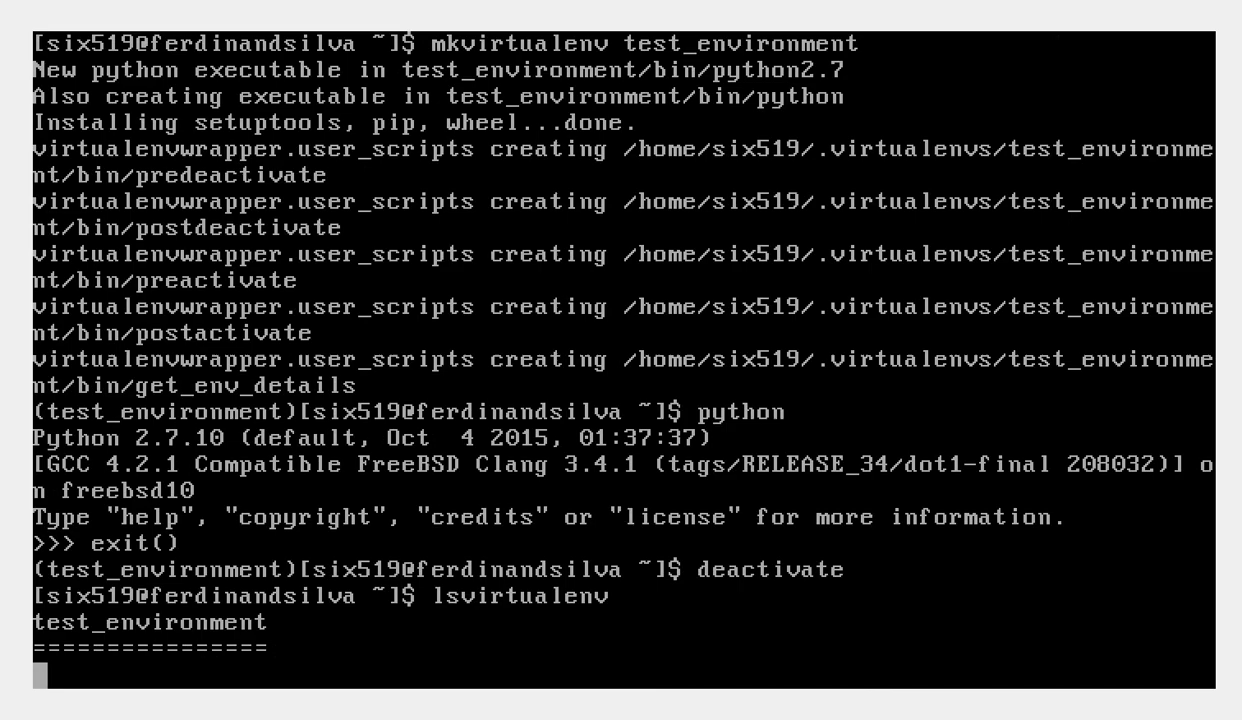 [six519@ferdinandsilva ~]$ mkvirtualenv test_environment
New python executable in test_environment/bin/python2.7
Also creating executable in test_environment/bin/python
Installing setuptools, pip, wheel...done.
virtualenvwrapper.user_scripts creating /home/six519/.virtualenvs/test_environme
nt/bin/predeactivate
virtualenvwrapper.user_scripts creating /home/six519/.virtualenvs/test_environme
nt/bin/postdeactivate
virtualenvwrapper.user_scripts creating /home/six519/.virtualenvs/test_environme
nt/bin/preactivate
virtualenvwrapper.user_scripts creating /home/six519/.virtualenvs/test_environme
nt/bin/postactivate
virtualenvwrapper.user_scripts creating /home/six519/.virtualenvs/test_environme
nt/bin/get_env_details
(test_environment)[six519@ferdinandsilva ~]$ python
Python 2.7.10 (default, Oct  4 2015, 01:37:37)
[GCC 4.2.1 Compatible FreeBSD Clang 3.4.1 (tags/RELEASE_34/dot1-final 208032)] o
n freebsd10
Type "help", "copyright", "credits" or "license" for more information.
>>> exit()
(test_environment)[six519@ferdinandsilva ~]$ deactivate
[six519@ferdinandsilva ~]$ lsvirtualenv
test_environment
================